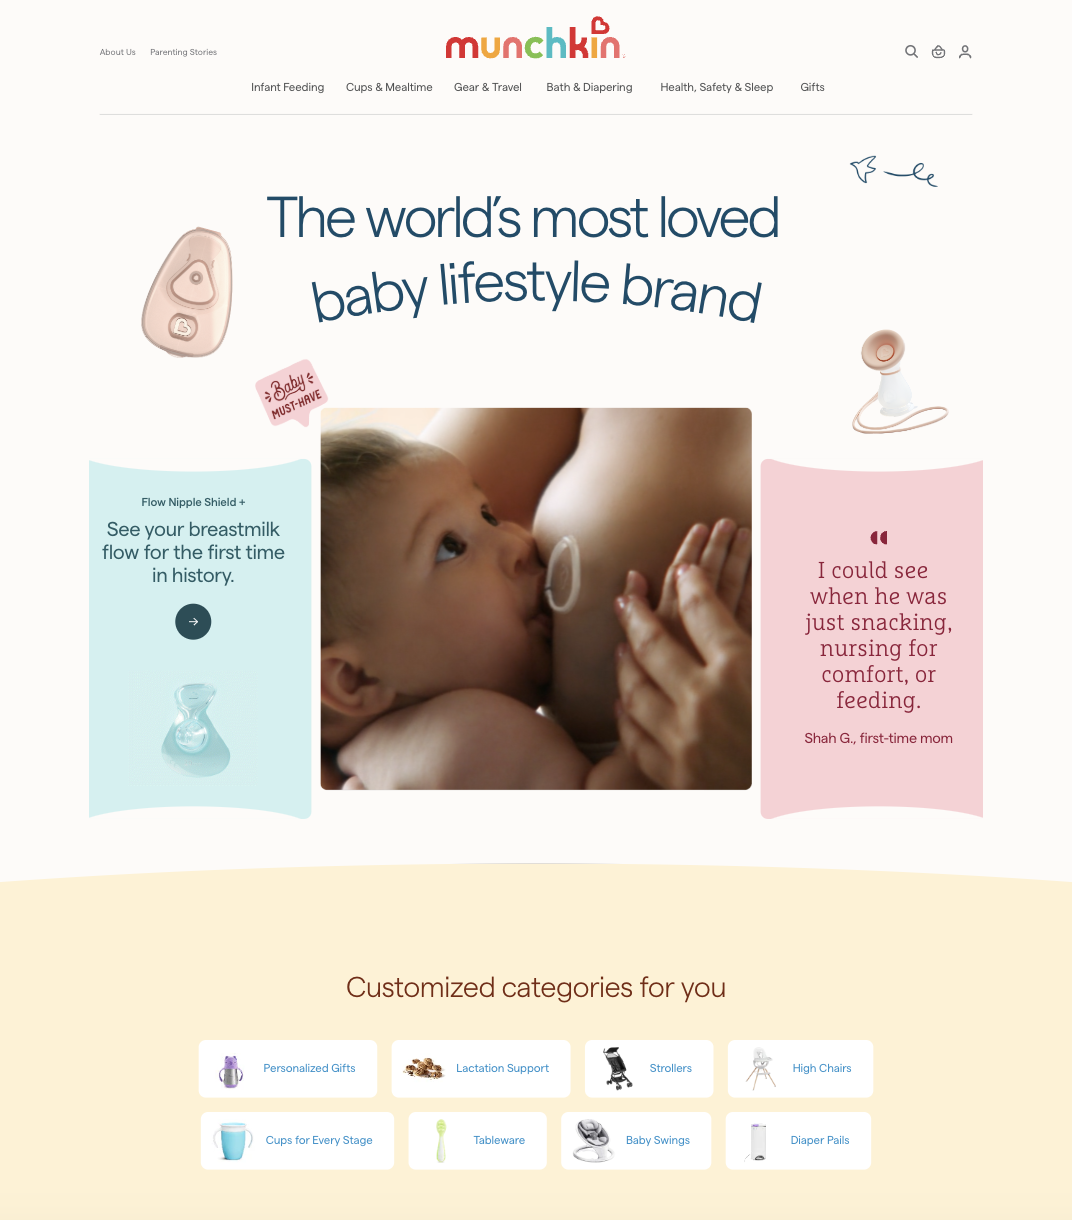 munchkin
About Us
Parenting Stories
Infant Feeding
Cups & Mealtime
Gear & Travel
Bath & Diapering
Health, Safety & Sleep
Gifts
The world's most loved
baby lifestyle brand
Baby
MUST-HAVE
Flow Nipple Shield +
See your breastmilk
flow for the first time
in history.
“
I could see
when he was
just snacking,
nursing for
comfort, or
feeding.
Shah G., first-time mom
Customized categories for you
Personalized Gifts
Lactation Support
Strollers
High Chairs
Cups for Every Stage
Tableware
Baby Swings
Diaper Pails